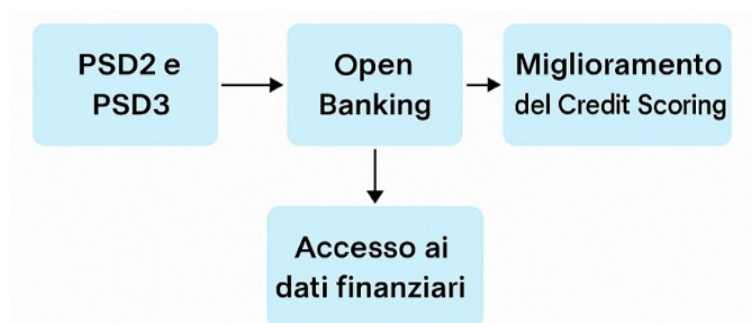 PSD2 e
PSD3
Open
Banking
Miglioramento
del Credit Scoring
Accesso ai
dati finanziari